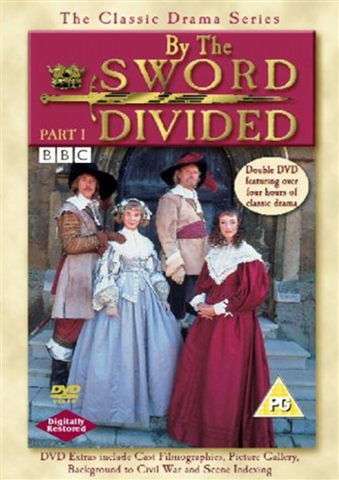 The Classic Drama Series
By The
SWORD
PART 1
DIVIDED
BBC
Double DVD
featuring over
four hours of
classic drama
DVD
VIDEO
PG
Digitally
Restored
DVD Extras include Cast Filmographies, Picture Gallery,
Background to Civil War and Scene Indexing